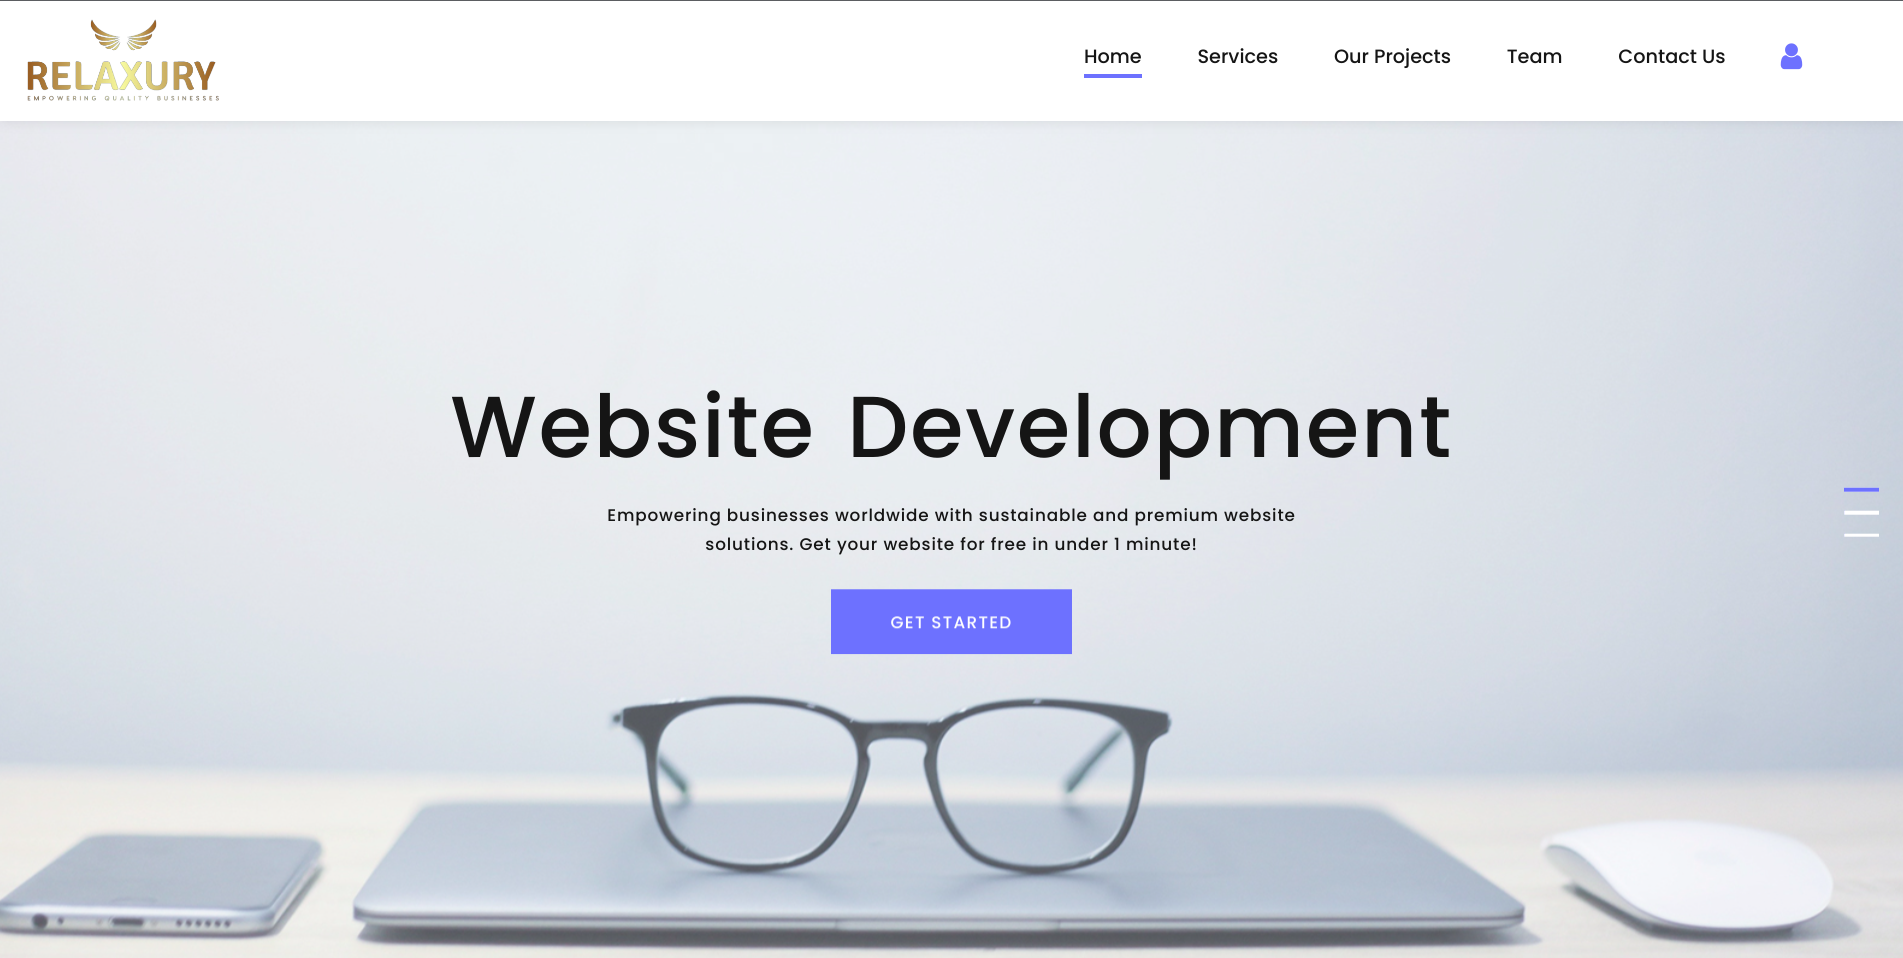 RELAXURY
EMPOWERING QUALITY BUSINESSES
Home Services Our Projects Team Contact Us
Website Development
Empowering businesses worldwide with sustainable and premium website
solutions. Get your website for free in under 1 minute!
GET STARTED